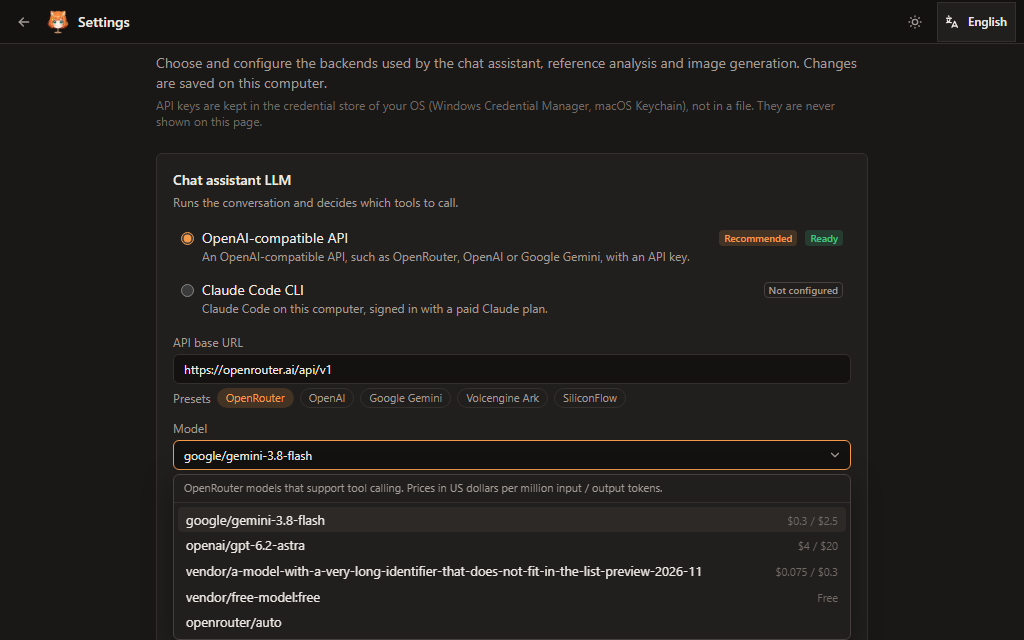 Settings
English
Choose and configure the backends used by the chat assistant, reference analysis and image generation. Changes
are saved on this computer.
API keys are kept in the credential store of your OS (Windows Credential Manager, macOS Keychain), not in a file. They are never
shown on this page.
Chat assistant LLM
Runs the conversation and decides which tools to call.
OpenAI-compatible API Recommended Ready
An OpenAI-compatible API, such as OpenRouter, OpenAI or Google Gemini, with an API key.
Claude Code CLI Not configured
Claude Code on this computer, signed in with a paid Claude plan.
API base URL
https://openrouter.ai/api/v1
Presets OpenRouter OpenAI Google Gemini Volcengine Ark SiliconFlow
Model
google/gemini-3.8-flash
OpenRouter models that support tool calling. Prices in US dollars per million input / output tokens.
google/gemini-3.8-flash $0.3 / $2.5
openai/gpt-6.2-astra $4 / $20
vendor/a-model-with-a-very-long-identifier-that-does-not-fit-in-the-list-preview-2026-11 $0.075 / $0.3
vendor/free-model:free Free
openrouter/auto